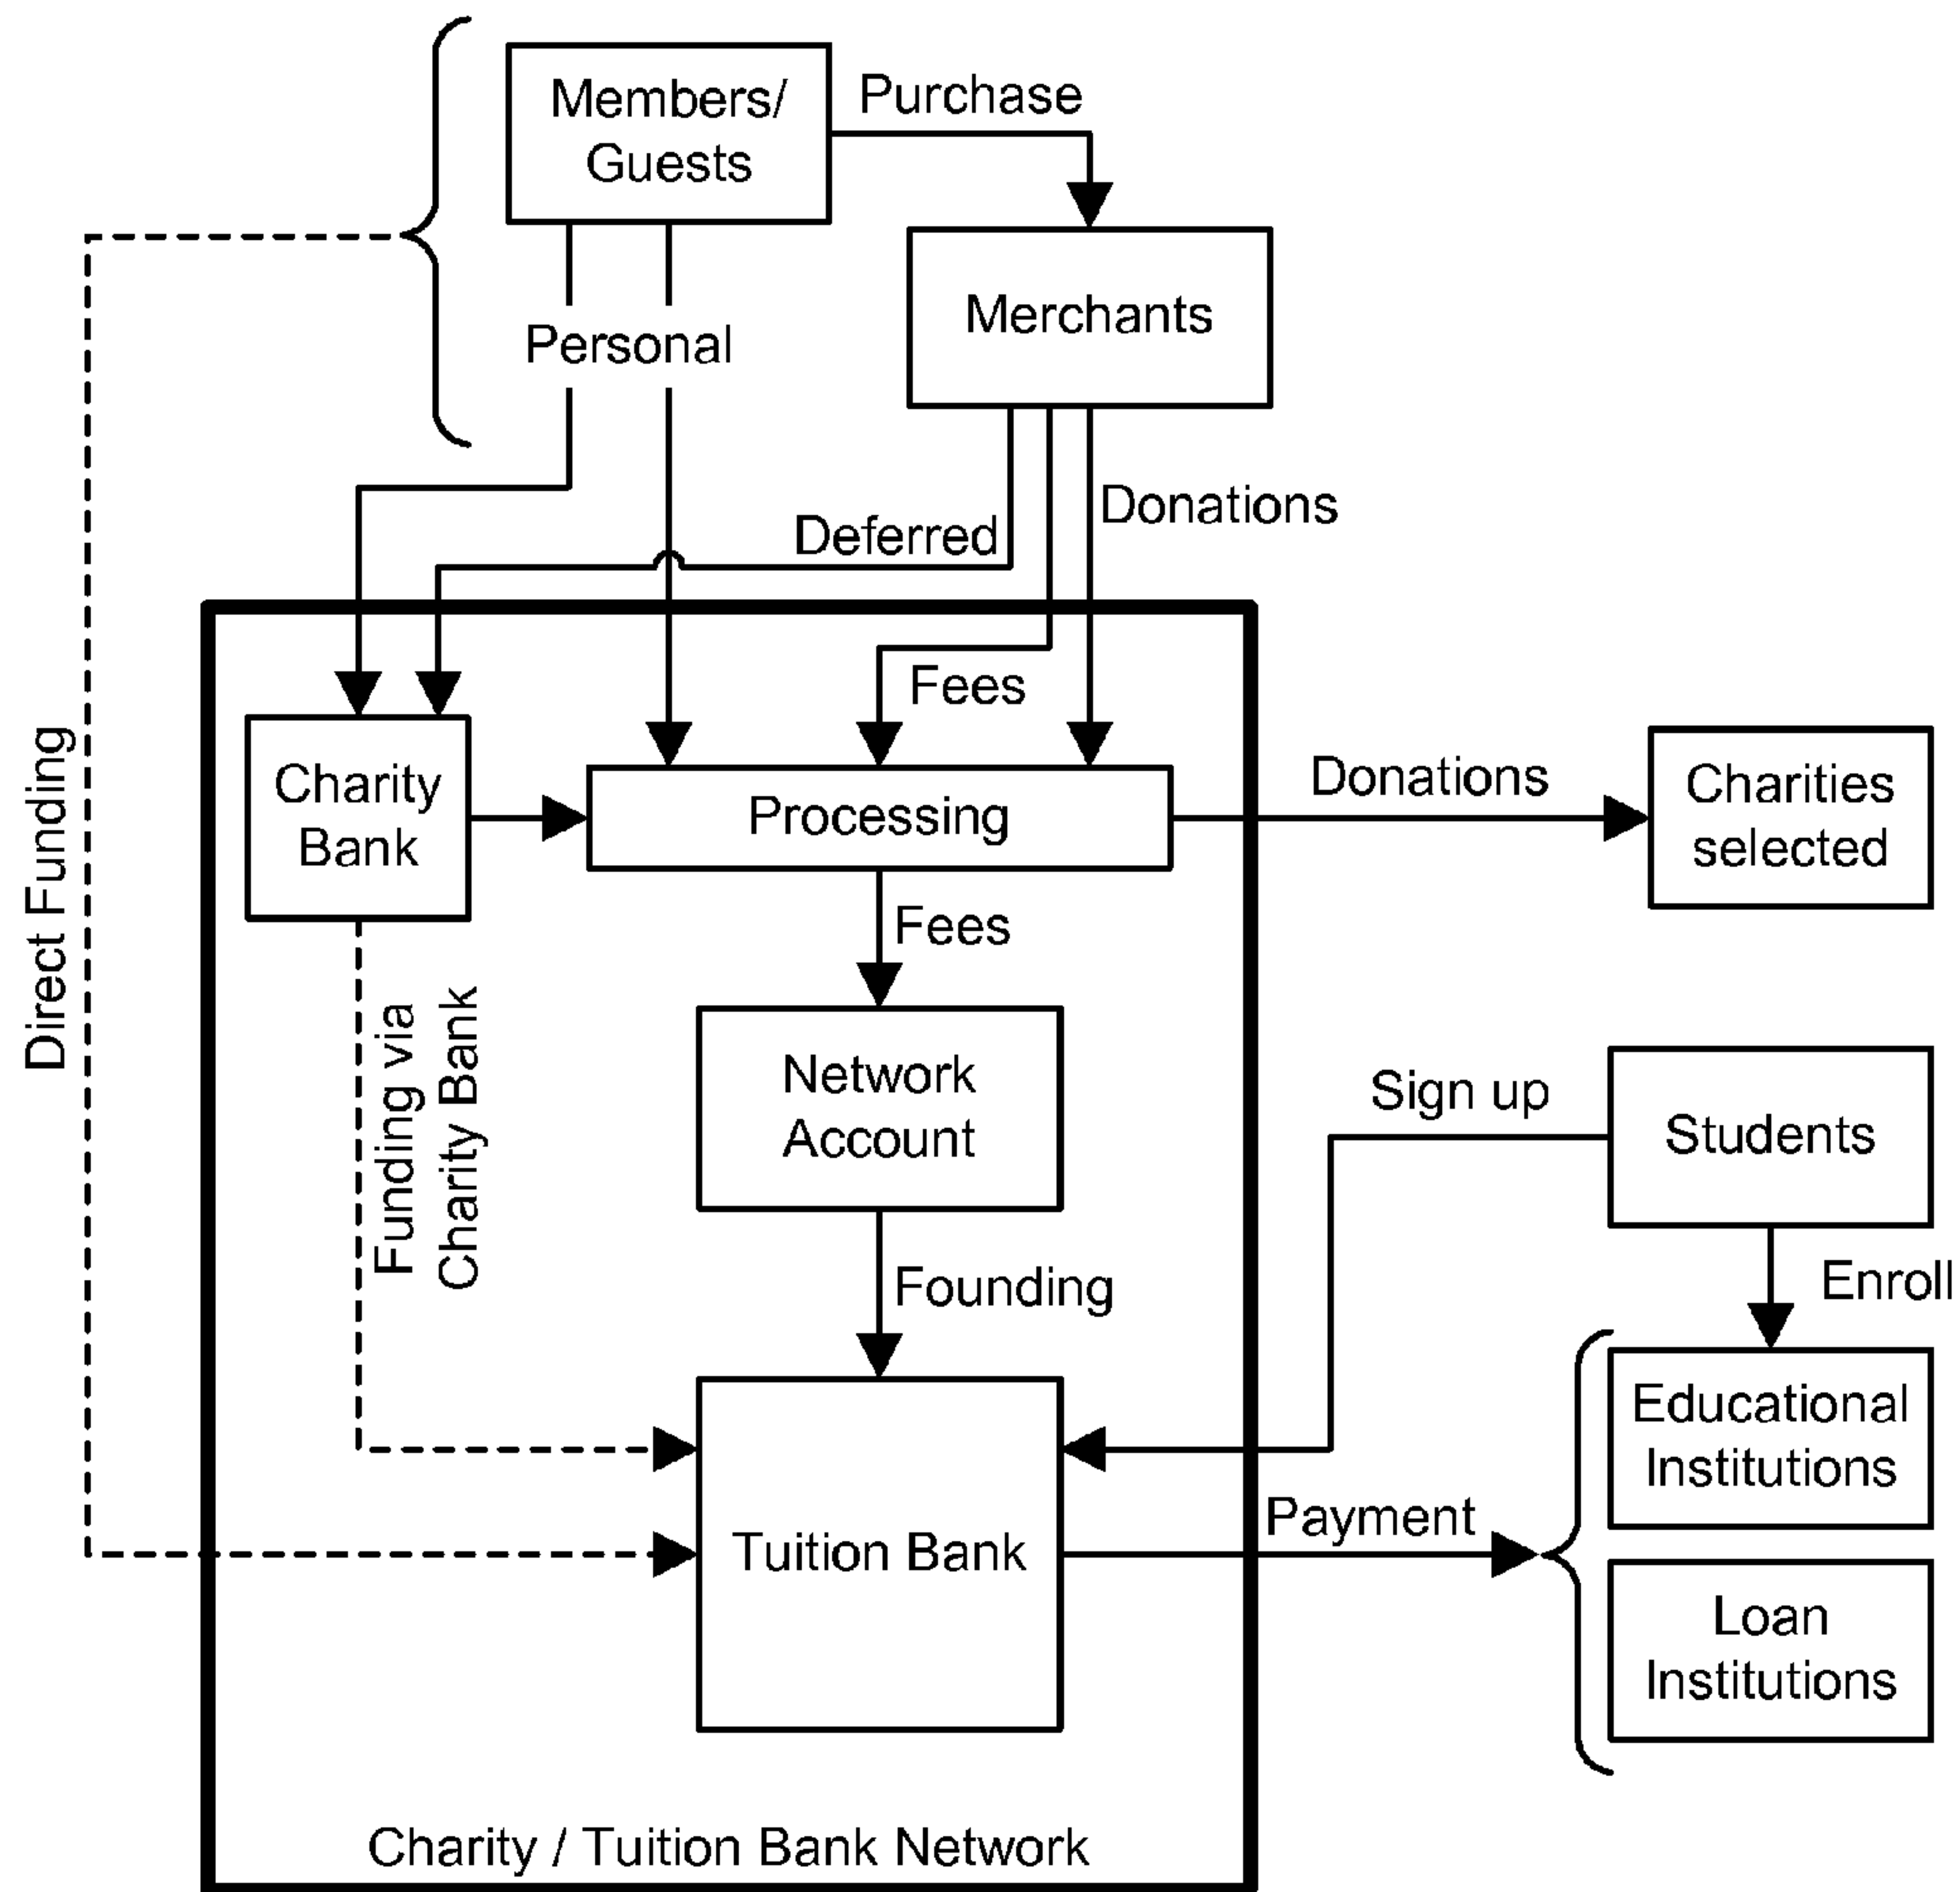 Members/
Guests
Purchase
Merchants
Personal
Deferred
Donations
Fees
Charity
Bank
Processing
Donations
Charities
selected
Direct Funding
Fees
Funding via
Charity Bank
Network
Account
Sign up
Students
Founding
Enroll
Educational
Institutions
Payment
Tuition Bank
Loan
Institutions
Charity / Tuition Bank Network